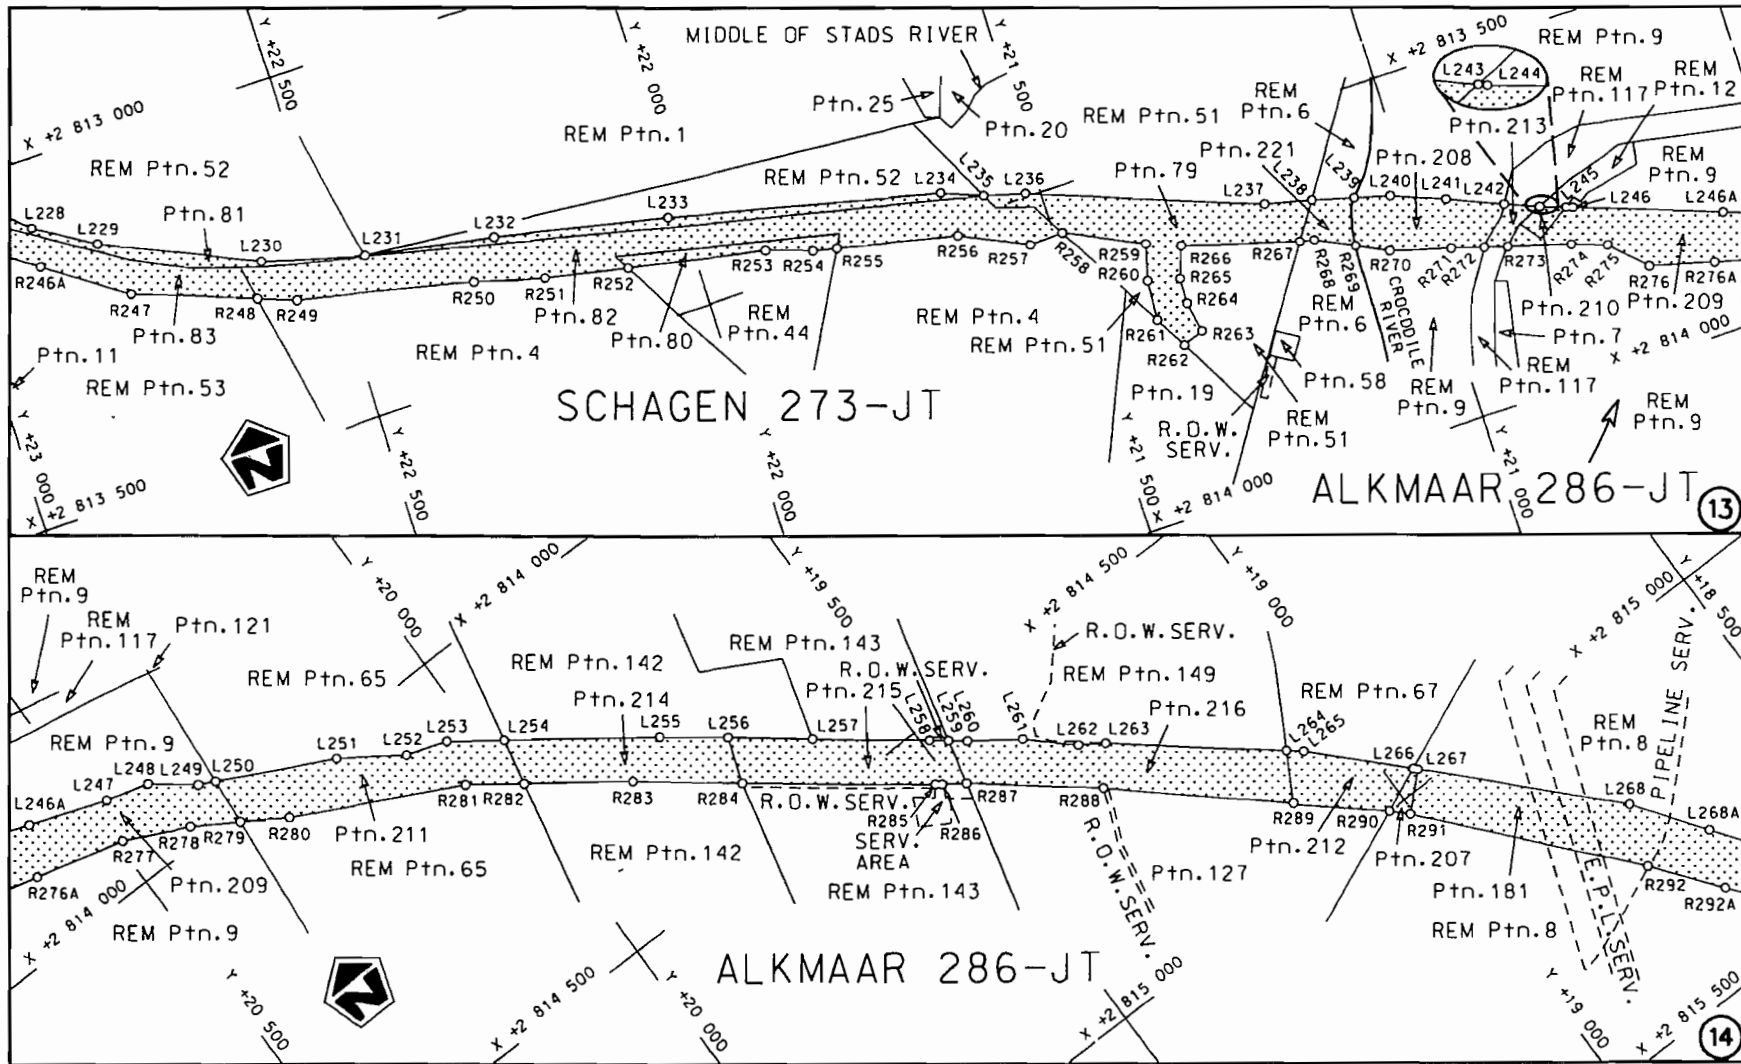 MIDDLE OF STADS RIVER
Y +22 500
Y +22 000
Y +21 500
X +2 813 500
REM Ptn.9
L243
L244
REM
Ptn.117
REM
Ptn.12
X +2 813 000
REM Ptn.1
Ptn.25
Ptn.20
REM Ptn.51
REM
Ptn.6
Ptn.213
REM Ptn.52
REM Ptn.52
Ptn.79
Ptn.221
Ptn.208
REM
Ptn.9
L228
L229
Ptn.81
L230
L231
L232
L233
L234
L235
L236
L237
L238
L239
L240
L241
L242
L245
L246
L246A
R246A
R247
Ptn.83
R248
R249
R250
R251
Ptn.82
R252
Ptn.80
R253
R254
R255
R256
R257
R258
R259
R260
R261
R262
R263
R264
R265
R266
R267
R268
R269
R270
R271
R272
R273
R274
R275
R276
R276A
Ptn.11
REM Ptn.53
REM Ptn.4
REM
Ptn.44
REM Ptn.4
REM Ptn.51
Ptn.19
R.O.W.
SERV.
REM
Ptn.6
Ptn.58
REM
Ptn.51
CROCODILE
RIVER
REM
Ptn.9
Ptn.210
Ptn.209
Ptn.7
X +2 814 000
REM
Ptn.117
REM
Ptn.9
SCHAGEN 273-JT
ALKMAAR 286-JT
Y +23 000
X +2 813 500
Y +22 500
Y +22 000
Y +21 500
X +2 814 000
Y +21 000
13
REM
Ptn.9
REM
Ptn.117
Ptn.121
REM Ptn.65
Y +20 000
X +2 814 000
REM Ptn.142
Ptn.214
REM Ptn.143
Y +19 500
R.O.W.SERV.
Ptn.215
X +2 814 500
R.O.W.SERV.
REM Ptn.149
Ptn.216
Y +19 000
REM Ptn.67
X +2 815 000
Y +18 500
REM
Ptn.8
PIPELINE SERV.
REM Ptn.9
L246A
L247
L248
L249
L250
L251
L252
L253
L254
L255
L256
L257
L258
L259
L260
L261
L262
L263
L264
L265
L266
L267
L268
L268A
R276A
R277
R278
R279
R280
R281
R282
R283
R284
R.O.W.SERV.
R285
R286
R287
R288
R289
R290
R291
R292
R292A
Ptn.209
Ptn.211
REM Ptn.65
REM Ptn.142
SERV.
AREA
REM Ptn.143
R.O.W.SERV.
Ptn.127
Ptn.212
Ptn.207
Ptn.181
REM Ptn.8
E.P.L.SERV.
REM Ptn.9
X +2 814 000
ALKMAAR 286-JT
Y +20 500
X +2 814 500
Y +20 000
X +2 815 000
Y +19 000
X +2 815 500
14